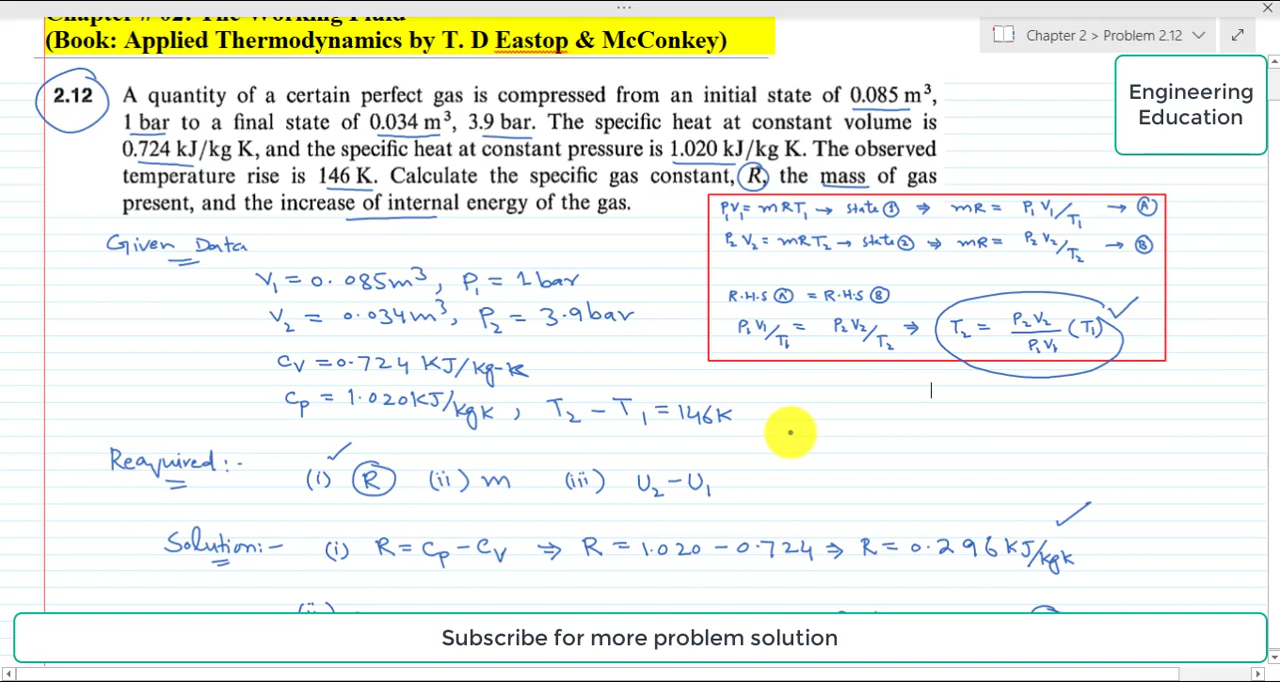 Chapter # 02: The Working Fluid
(Book: Applied Thermodynamics by T. D Eastop & McConkey)
Chapter 2 > Problem 2.12
Engineering
Education
2.12 A quantity of a certain perfect gas is compressed from an initial state of 0.085 m³,
1 bar to a final state of 0.034 m³, 3.9 bar. The specific heat at constant volume is
0.724 kJ/kg K, and the specific heat at constant pressure is 1.020 kJ/kg K. The observed
temperature rise is 146 K. Calculate the specific gas constant, R, the mass of gas
present, and the increase of internal energy of the gas.
P₁V₁ = mRT₁ → state ① ⇒ mR = P₁V₁/T₁ → Ⓐ
P₂V₂ = mRT₂ → state ② ⇒ mR = P₂V₂/T₂ → Ⓑ
R.H.S Ⓐ = R.H.S Ⓑ
P₁V₁/T₁ = P₂V₂/T₂ ⇒ T₂ = P₂V₂/P₁V₁ (T₁)
Given Data
V₁ = 0.085m³, P₁ = 1bar
V₂ = 0.034m³, P₂ = 3.9bar
Cv = 0.724 KJ/kg-K
Cp = 1.020KJ/kgK, T₂ - T₁ = 146K
Required:-
(i) R (ii) m (iii) U₂ - U₁
Solution:- (i) R = Cp - Cv ⇒ R = 1.020 - 0.724 ⇒ R = 0.296 KJ/kgK
(ii)
Subscribe for more problem solution